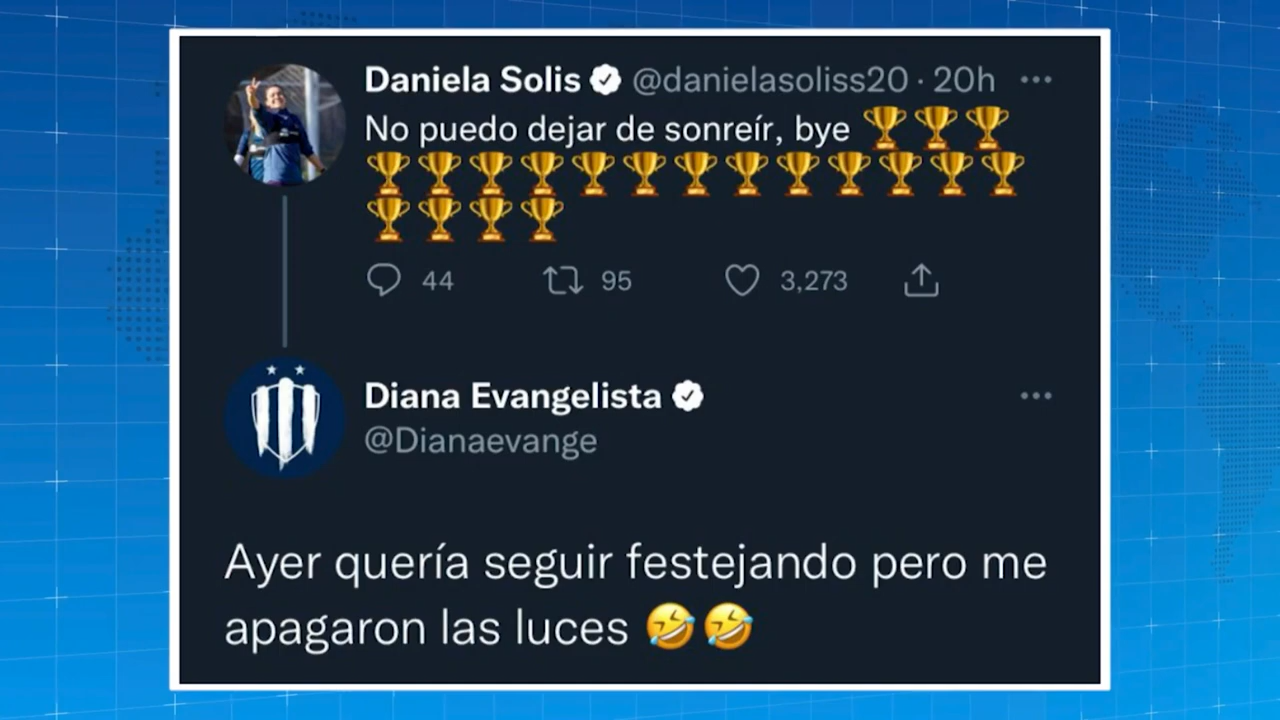 Daniela Solis @danielasoliss20 · 20h
No puedo dejar de sonreír, bye 🏆🏆🏆
🏆🏆🏆🏆🏆🏆🏆🏆🏆🏆🏆🏆🏆
🏆🏆🏆🏆
44 95 3,273
Diana Evangelista
@Dianaevange
Ayer quería seguir festejando pero me
apagaron las luces 🤣🤣